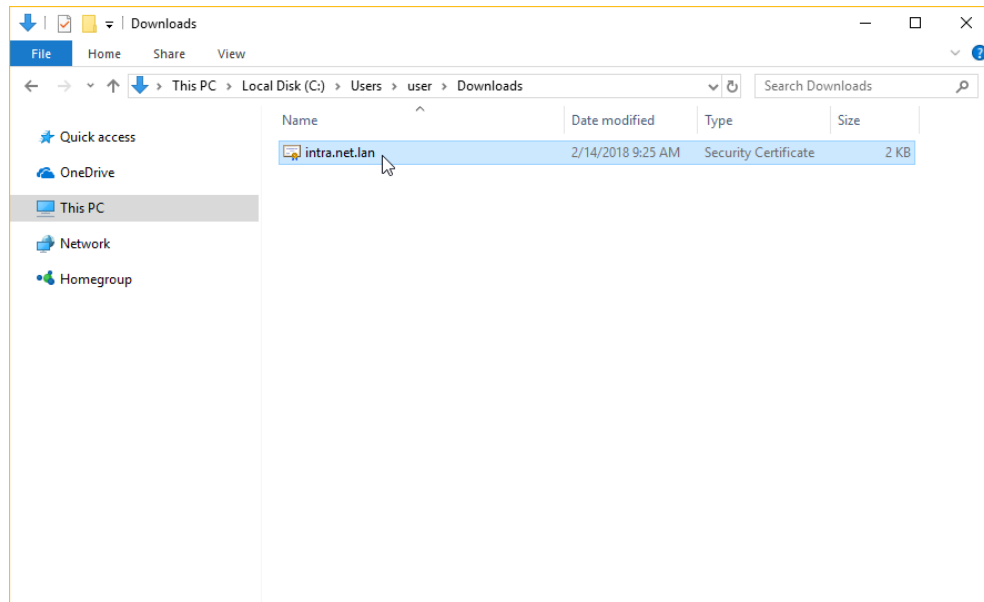 Downloads
File Home Share View
This PC > Local Disk (C:) > Users > user > Downloads Search Downloads
Name Date modified Type Size
Quick access
intra.net.lan 2/14/2018 9:25 AM Security Certificate 2 KB
OneDrive
This PC
Network
Homegroup